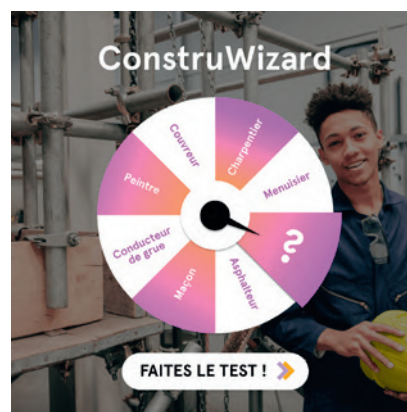 ConstruWizard
Couvreur
Charpentier
Peintre
Menuisier
Conducteur
de grue
?
Maçon
Asphalteur
FAITES LE TEST !